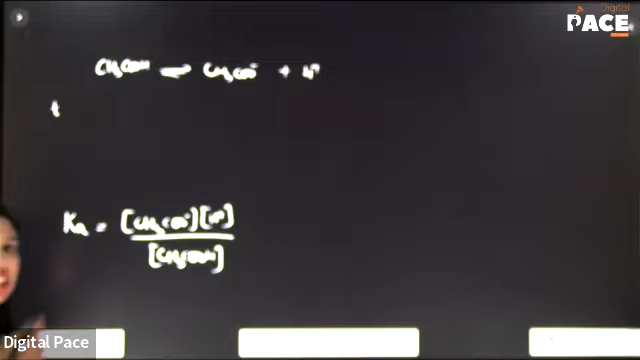 Digital
PACE
CH₃COOH ⇌ CH₃COO⁻ + H⁺
t
Ka = [CH₃COO⁻][H⁺]
[CH₃COOH]
Digital Pace